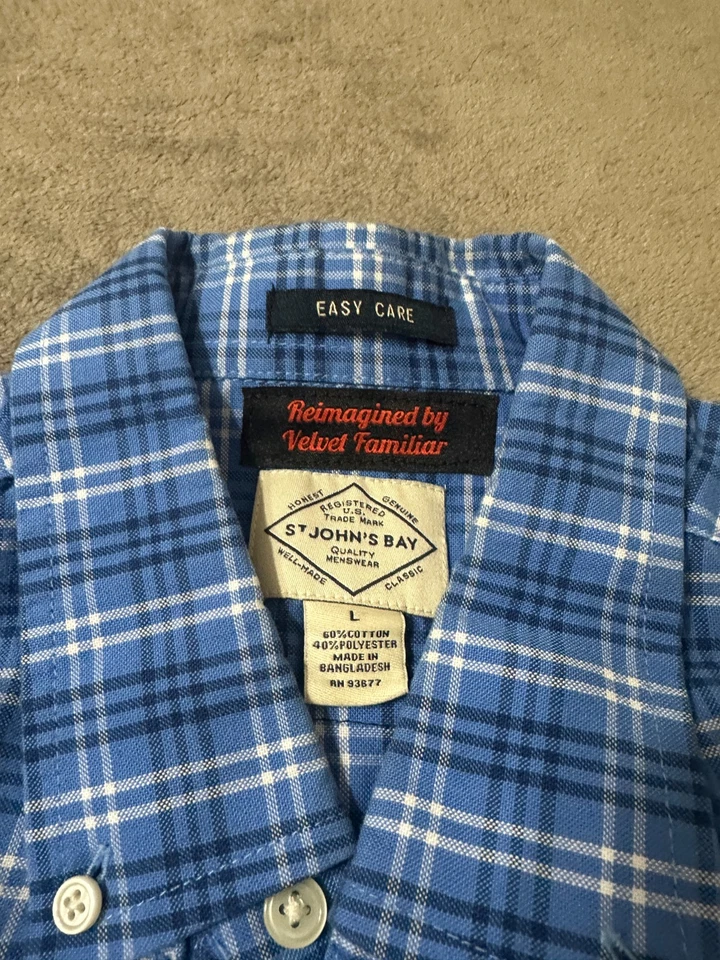 EASY CARE
Reimagined by
Velvet Familiar
HONEST GENUINE
REGISTERED
U.S.
TRADE MARK
ST JOHN'S BAY
QUALITY
MENSWEAR
WELL-MADE CLASSIC
L
60% COTTON
40% POLYESTER
MADE IN
BANGLADESH
RN 93677